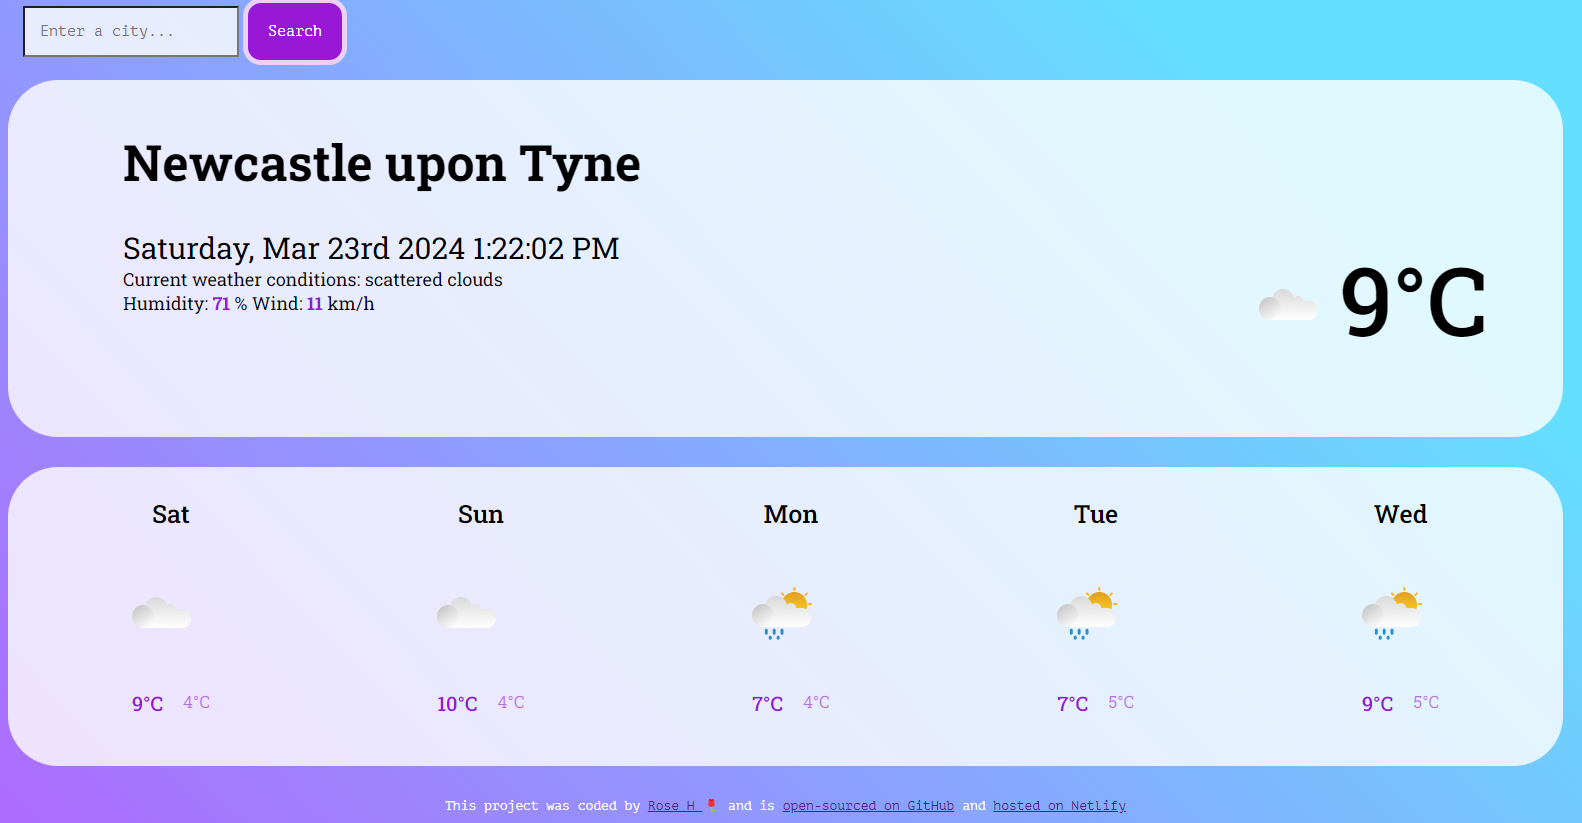 Enter a city... Search
Newcastle upon Tyne
Saturday, Mar 23rd 2024 1:22:02 PM
Current weather conditions: scattered clouds
Humidity: 71 % Wind: 11 km/h
9°C
Sat Sun Mon Tue Wed
9°C 4°C 10°C 4°C 7°C 4°C 7°C 5°C 9°C 5°C
This project was coded by Rose H 🌹 and is open-sourced on GitHub and hosted on Netlify